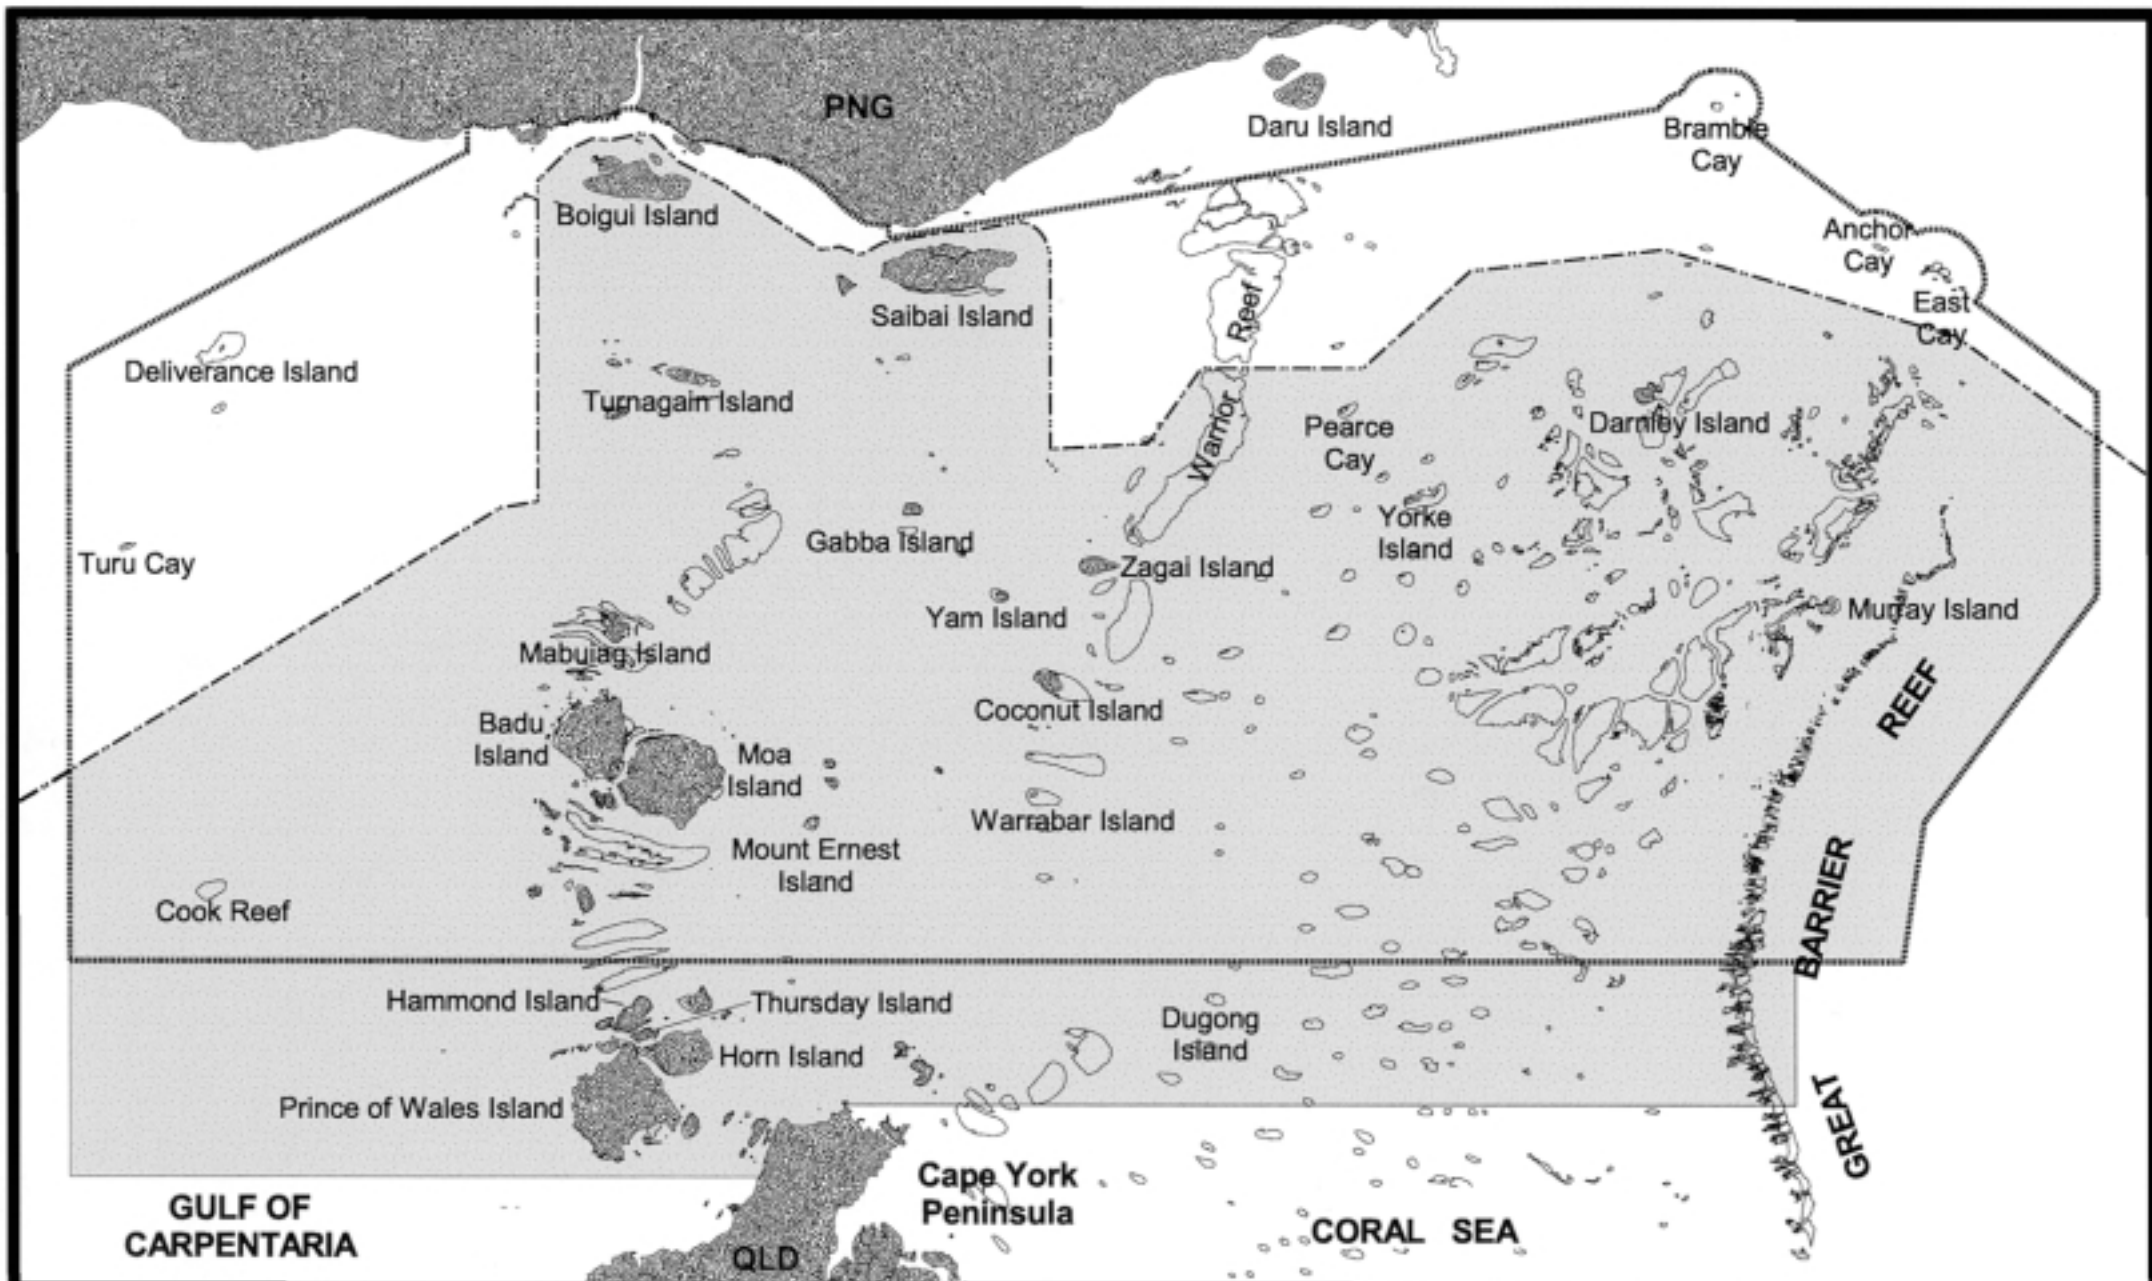 PNG
Daru Island
Bramble
Cay
Boigui Island
Anchor
Cay
Saibai Island
Reef
East
Cay
Deliverance Island
Turnagain Island
Warrior
Pearce
Cay
Darnley Island
Gabba Island
Yorke
Island
Turu Cay
Zagai Island
Yam Island
Murray Island
Mabuiag Island
REEF
Coconut Island
Badu
Island
Moa
Island
Warrabar Island
Mount Ernest
Island
BARRIER
Cook Reef
Hammond Island
Thursday Island
Dugong
Island
Horn Island
Prince of Wales Island
GREAT
Cape York
Peninsula
GULF OF
CARPENTARIA
CORAL SEA
QLD